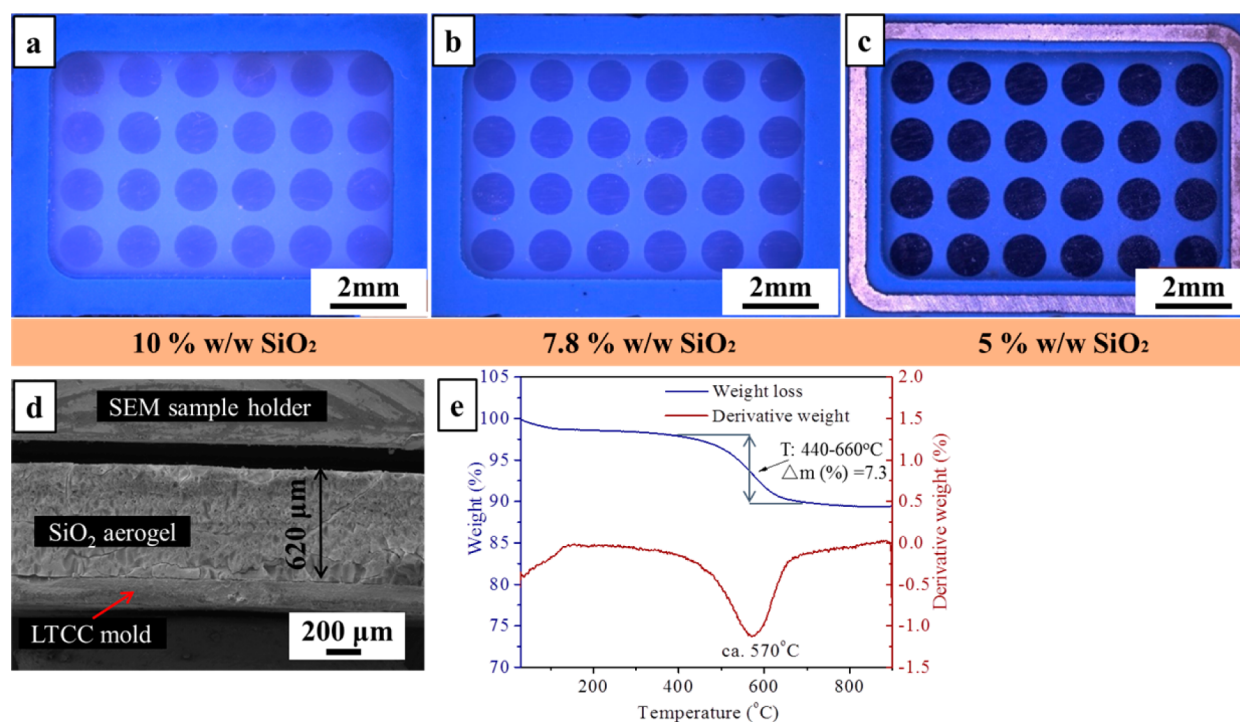 a
b
c
2mm
2mm
2mm
10 % w/w SiO₂
7.8 % w/w SiO₂
5 % w/w SiO₂
d
SEM sample holder
SiO₂ aerogel
620 µm
LTCC mold
200 µm
e
105
100
95
90
85
80
75
70
Weight (%)
Weight loss
Derivative weight
T: 440-660°C
△m (%) =7.3
ca. 570°C
200
400
600
800
Temperature (°C)
2.0
1.5
1.0
0.5
0.0
-0.5
-1.0
-1.5
Derivative weight (%)